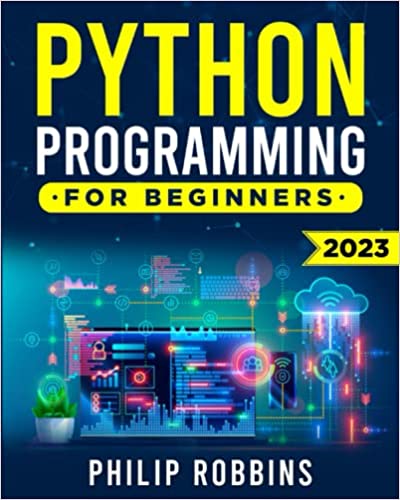 PYTHON
PROGRAMMING
·FOR BEGINNERS·
2023
PHILIP ROBBINS